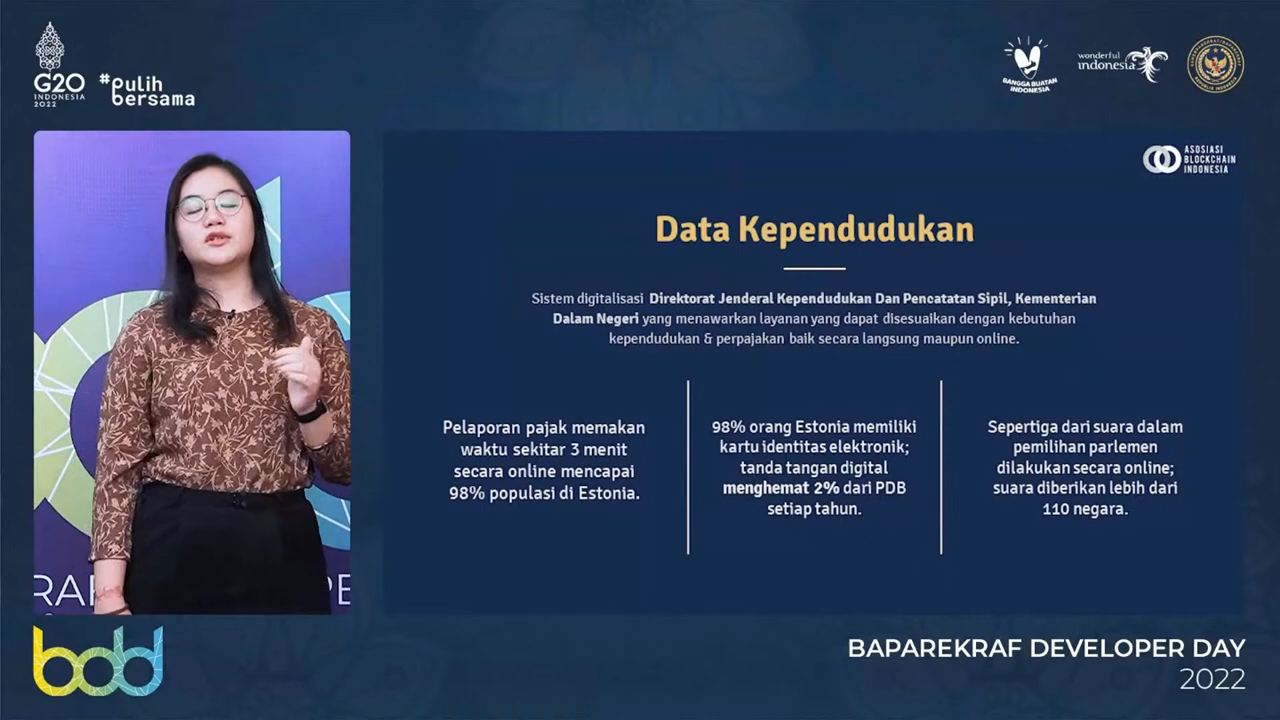 G20
INDONESIA
2022
#pulih
bersama
BANGGA BUATAN
INDONESIA
wonderful
indonesia
ASOSIASI
BLOCKCHAIN
INDONESIA
Data Kependudukan
Sistem digitalisasi Direktorat Jenderal Kependudukan Dan Pencatatan Sipil, Kementerian
Dalam Negeri yang menawarkan layanan yang dapat disesuaikan dengan kebutuhan
kependudukan & perpajakan baik secara langsung maupun online.
Pelaporan pajak memakan
waktu sekitar 3 menit
secara online mencapai
98% populasi di Estonia.
98% orang Estonia memiliki
kartu identitas elektronik;
tanda tangan digital
menghemat 2% dari PDB
setiap tahun.
Sepertiga dari suara dalam
pemilihan parlemen
dilakukan secara online;
suara diberikan lebih dari
110 negara.
bdd
BAPAREKRAF DEVELOPER DAY
2022